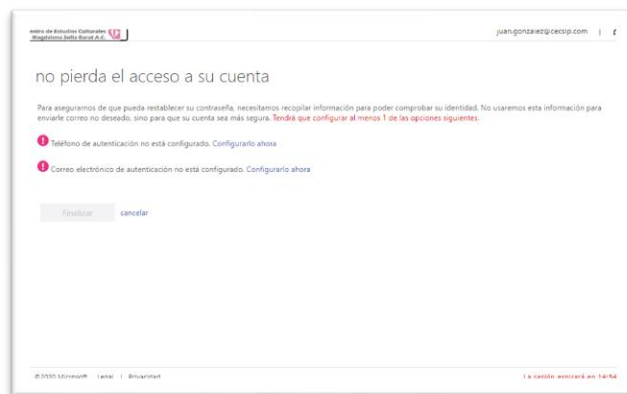 entro de Estudios Culturales
Magdalena Sofía Barat A.C.
juan.gonzalez@cecsip.com |
no pierda el acceso a su cuenta
Para asegurarnos de que pueda restablecer su contraseña, necesitamos recopilar información para poder comprobar su identidad. No usaremos esta información para
enviarle correo no deseado, sino para que su cuenta sea más segura. Tendrá que configurar al menos 1 de las opciones siguientes.
! Teléfono de autenticación no está configurado. Configurarlo ahora
! Correo electrónico de autenticación no está configurado. Configurarlo ahora
Finalizar cancelar
©2020 Microsoft Legal | Privacidad
La sesión expirará en 14:54